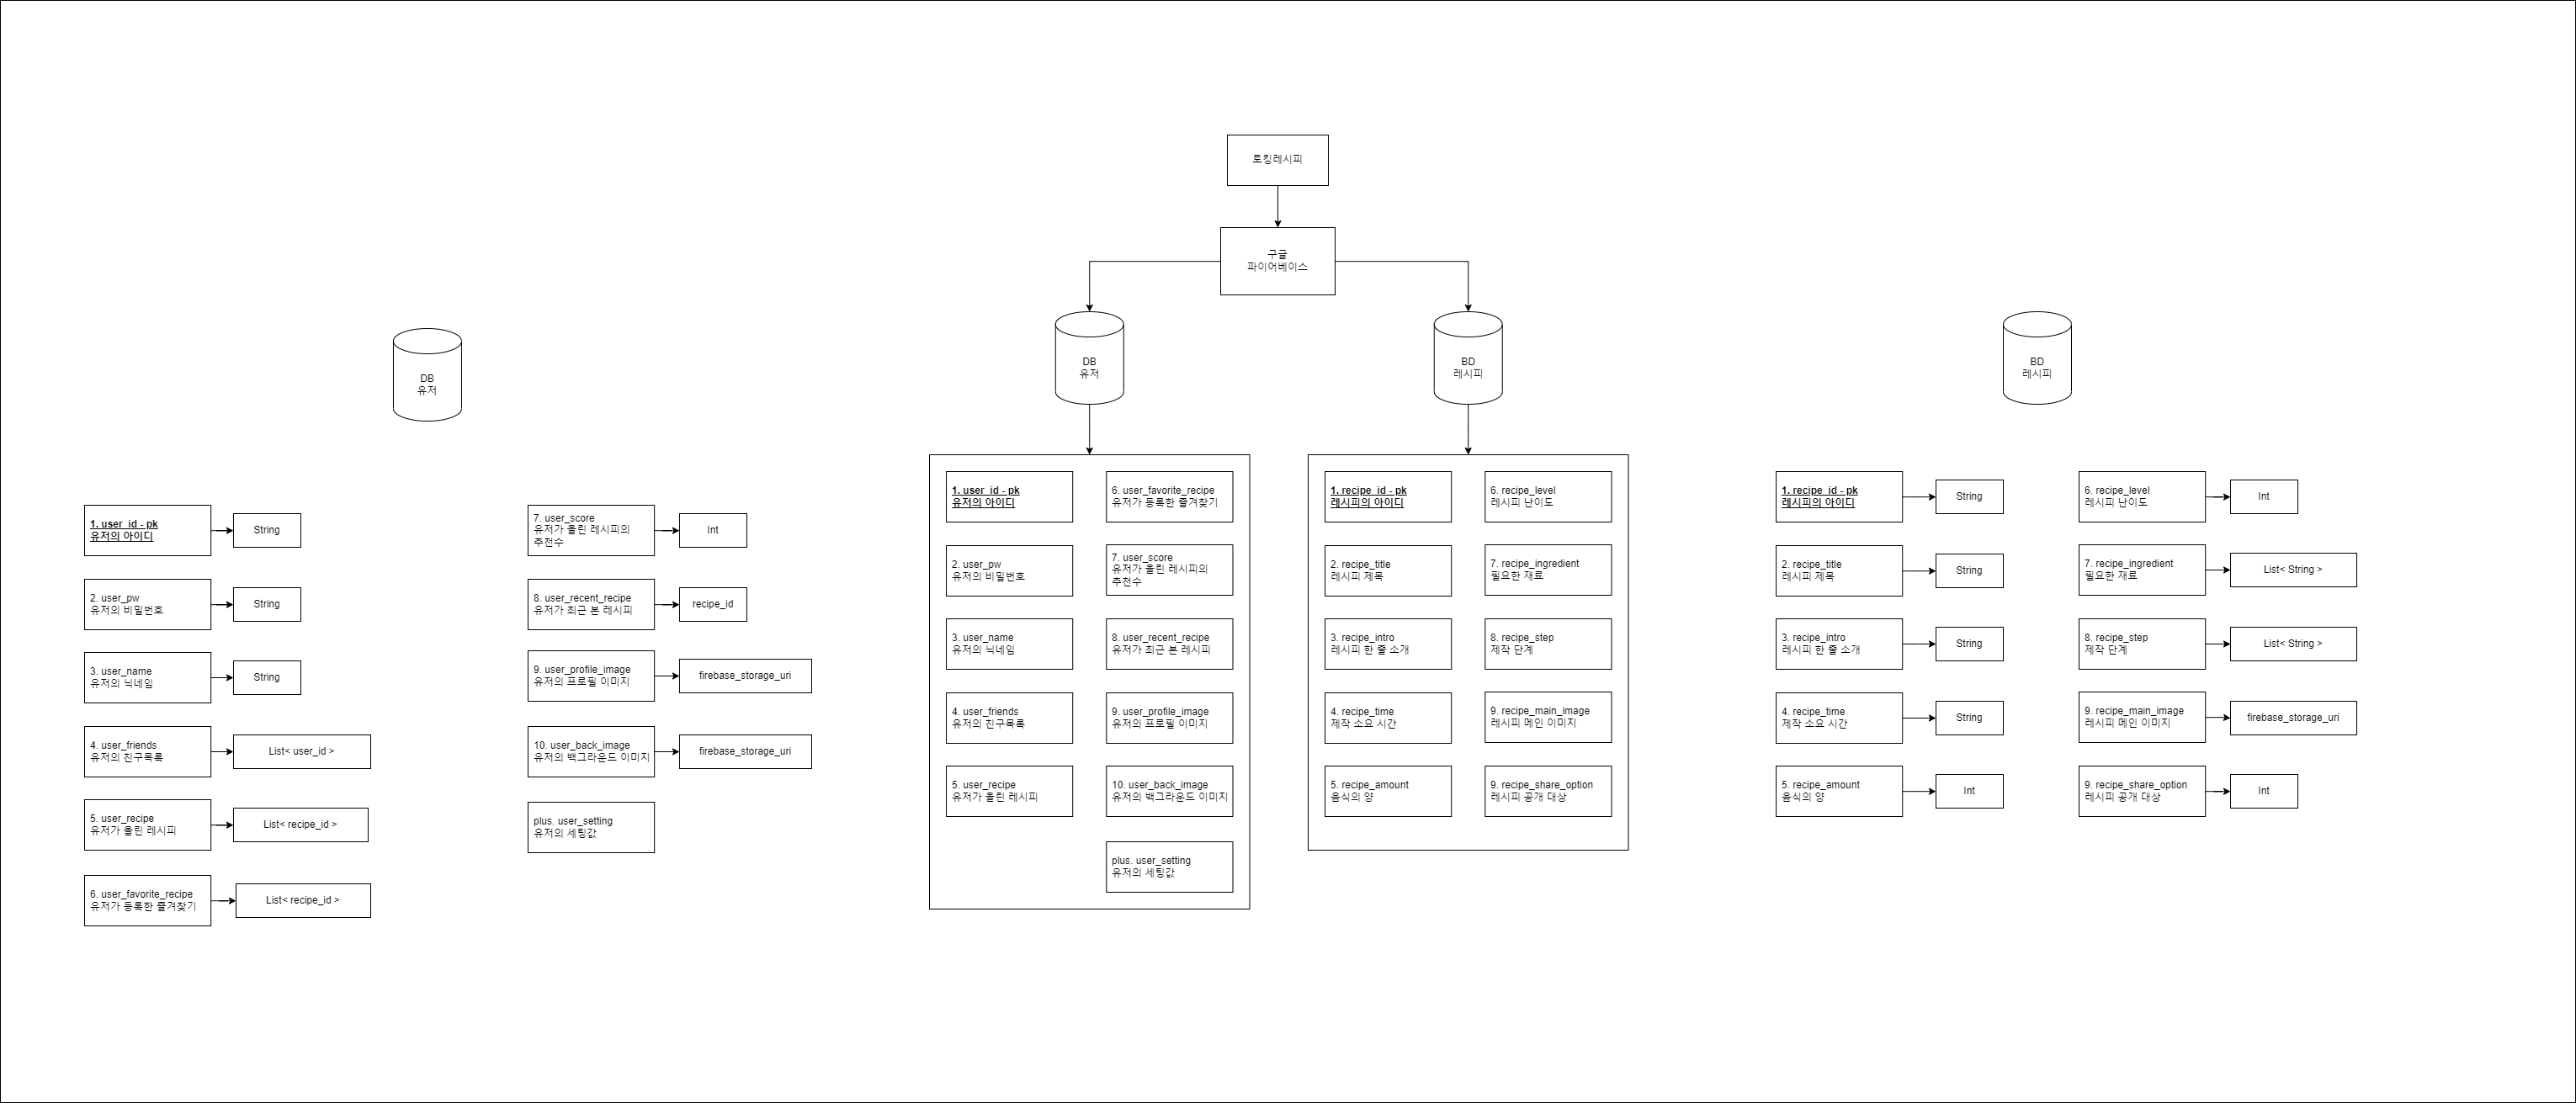 토킹레시피
구글
파이어베이스
DB
유저
DB
유저
BD
레시피
BD
레시피
1. user_id - pk
유저의 아이디
String
2. user_pw
유저의 비밀번호
String
3. user_name
유저의 닉네임
String
4. user_friends
유저의 친구목록
List< user_id >
5. user_recipe
유저가 올린 레시피
List< recipe_id >
6. user_favorite_recipe
유저가 등록한 즐겨찾기
List< recipe_id >
7. user_score
유저가 올린 레시피의
추천수
Int
8. user_recent_recipe
유저가 최근 본 레시피
recipe_id
9. user_profile_image
유저의 프로필 이미지
firebase_storage_uri
10. user_back_image
유저의 백그라운드 이미지
firebase_storage_uri
plus. user_setting
유저의 세팅값
1. user_id - pk
유저의 아이디
2. user_pw
유저의 비밀번호
3. user_name
유저의 닉네임
4. user_friends
유저의 친구목록
5. user_recipe
유저가 올린 레시피
6. user_favorite_recipe
유저가 등록한 즐겨찾기
7. user_score
유저가 올린 레시피의
추천수
8. user_recent_recipe
유저가 최근 본 레시피
9. user_profile_image
유저의 프로필 이미지
10. user_back_image
유저의 백그라운드 이미지
plus. user_setting
유저의 세팅값
1. recipe_id - pk
레시피의 아이디
2. recipe_title
레시피 제목
3. recipe_intro
레시피 한 줄 소개
4. recipe_time
제작 소요 시간
5. recipe_amount
음식의 양
6. recipe_level
레시피 난이도
7. recipe_ingredient
필요한 재료
8. recipe_step
제작 단계
9. recipe_main_image
레시피 메인 이미지
9. recipe_share_option
레시피 공개 대상
1. recipe_id - pk
레시피의 아이디
String
2. recipe_title
레시피 제목
String
3. recipe_intro
레시피 한 줄 소개
String
4. recipe_time
제작 소요 시간
String
5. recipe_amount
음식의 양
Int
6. recipe_level
레시피 난이도
Int
7. recipe_ingredient
필요한 재료
List< String >
8. recipe_step
제작 단계
List< String >
9. recipe_main_image
레시피 메인 이미지
firebase_storage_uri
9. recipe_share_option
레시피 공개 대상
Int